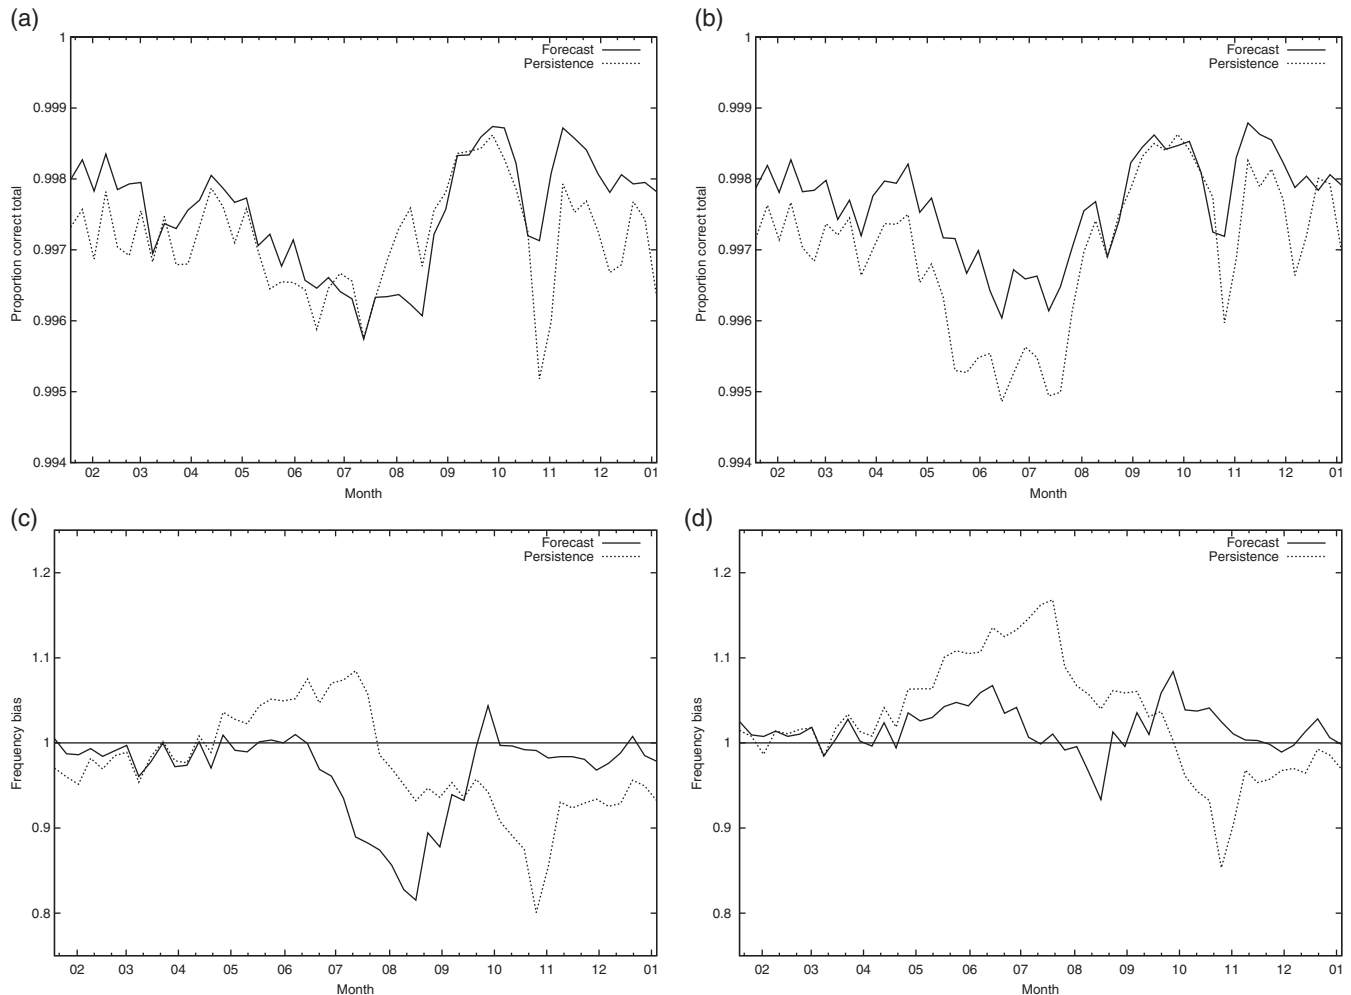 (a)
1
0.999
0.998
0.997
0.996
0.995
0.994
Proportion correct total
Forecast
Persistence
02 03 04 05 06 07 08 09 10 11 12 01
Month
(b)
1
0.999
0.998
0.997
0.996
0.995
0.994
Proportion correct total
Forecast
Persistence
02 03 04 05 06 07 08 09 10 11 12 01
Month
(c)
1.2
1.1
1
0.9
0.8
Frequency bias
Forecast
Persistence
02 03 04 05 06 07 08 09 10 11 12 01
Month
(d)
1.2
1.1
1
0.9
0.8
Frequency bias
Forecast
Persistence
02 03 04 05 06 07 08 09 10 11 12 01
Month